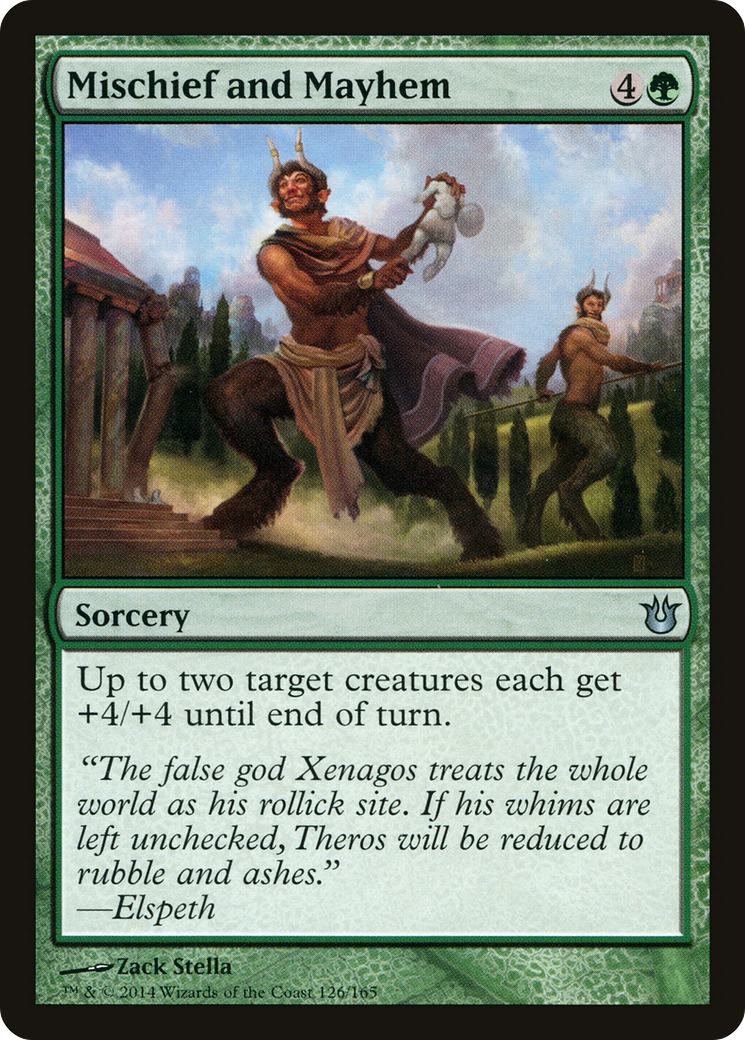 Mischief and Mayhem 4
Sorcery
Up to two target creatures each get
+4/+4 until end of turn.
“The false god Xenagos treats the whole
world as his rollick site. If his whims are
left unchecked, Theros will be reduced to
rubble and ashes.”
—Elspeth
Zack Stella
™ & © 2014 Wizards of the Coast 126/165